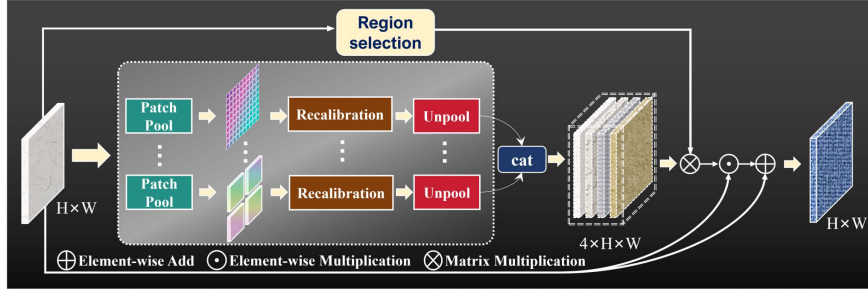 Region
selection
Patch
Pool
Recalibration
Unpool
cat
Patch
Pool
Recalibration
Unpool
H×W
4×H×W
H×W
Element-wise Add
Element-wise Multiplication
Matrix Multiplication